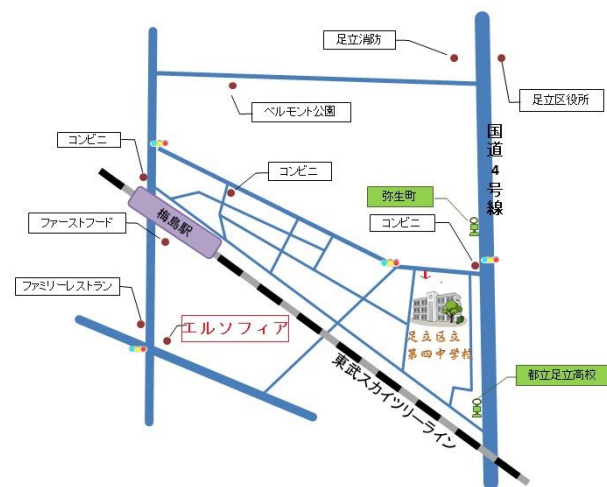 足立消防
足立区役所
ベルモント公園
国道4号線
コンビニ
コンビニ
弥生町
梅島駅
ファーストフード
コンビニ
ファミリーレストラン
エルソフィア
足立区立
第四中学校
東武スカイツリーライン
都立足立高校